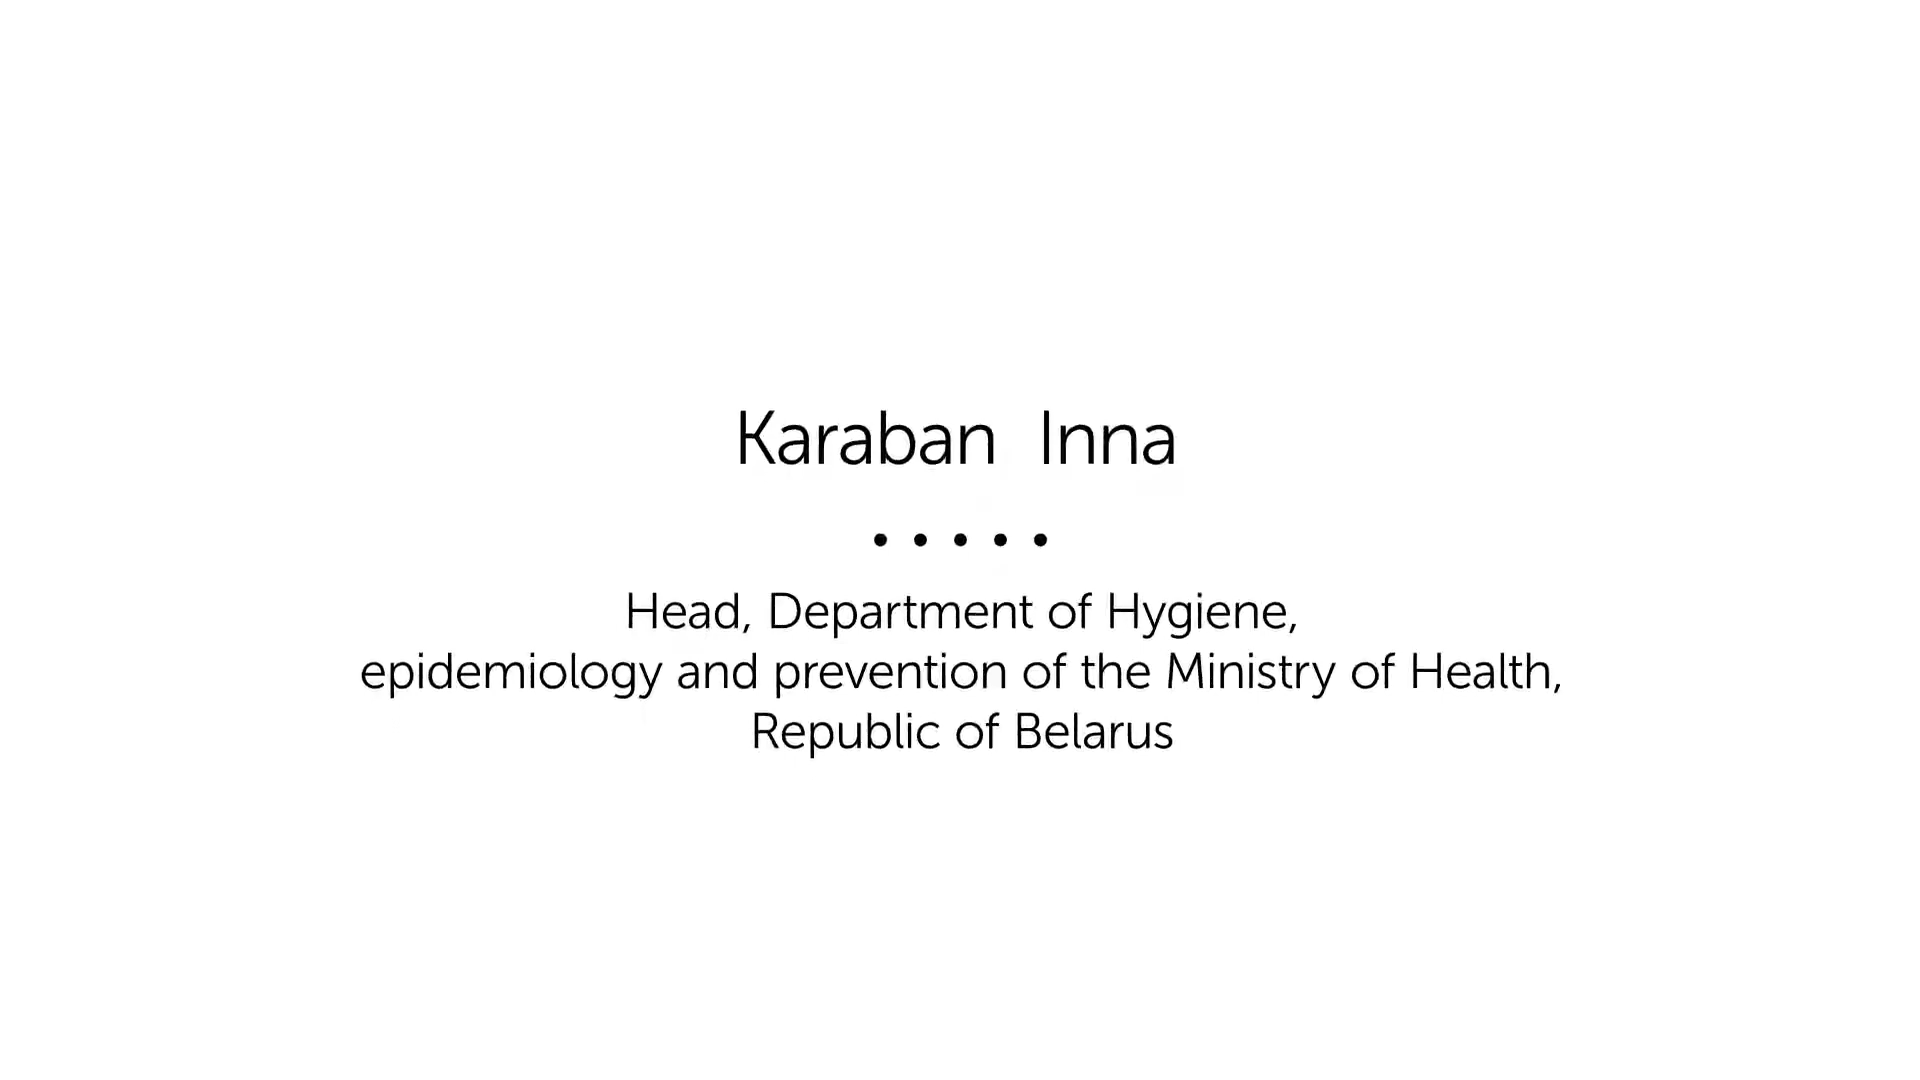 Karaban Inna
• • • • •
Head, Department of Hygiene,
epidemiology and prevention of the Ministry of Health,
Republic of Belarus